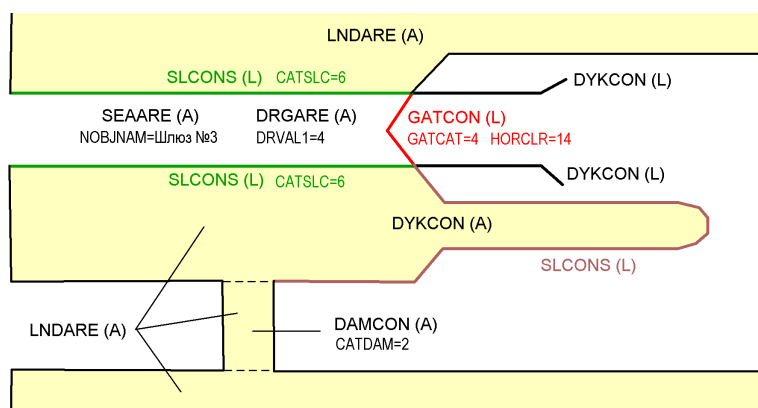 LNDARE (A)
SLCONS (L) CATSLC=6
DYKCON (L)
SEAARE (A) DRGARE (A) GATCON (L)
NOBJNAM=Шлюз №3 DRVAL1=4 GATCAT=4 HORCLR=14
SLCONS (L) CATSLC=6
DYKCON (L)
DYKCON (A)
SLCONS (L)
LNDARE (A)
DAMCON (A)
CATDAM=2